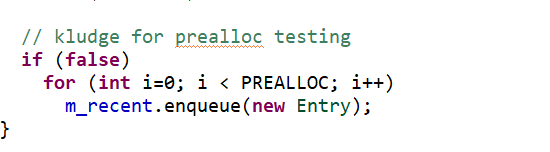 // kludge for prealloc testing
if (false)
for (int i=0; i < PREALLOC; i++)
m_recent.enqueue(new Entry);
}